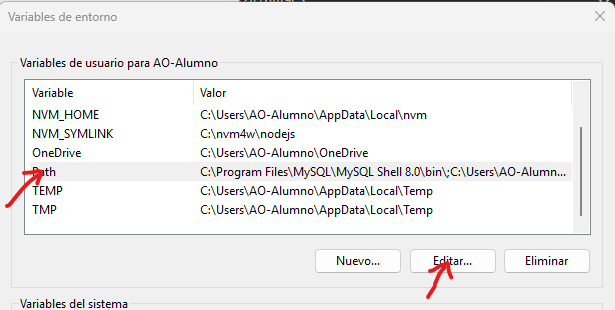 Variables de entorno
Variables de usuario para AO-Alumno
Variable Valor
NVM_HOME C:\Users\AO-Alumno\AppData\Local\nvm
NVM_SYMLINK C:\nvm4w\nodejs
OneDrive C:\Users\AO-Alumno\OneDrive
Path C:\Program Files\MySQL\MySQL Shell 8.0\bin\;C:\Users\AO-Alumn...
TEMP C:\Users\AO-Alumno\AppData\Local\Temp
TMP C:\Users\AO-Alumno\AppData\Local\Temp
Nuevo... Editar... Eliminar
Variables del sistema